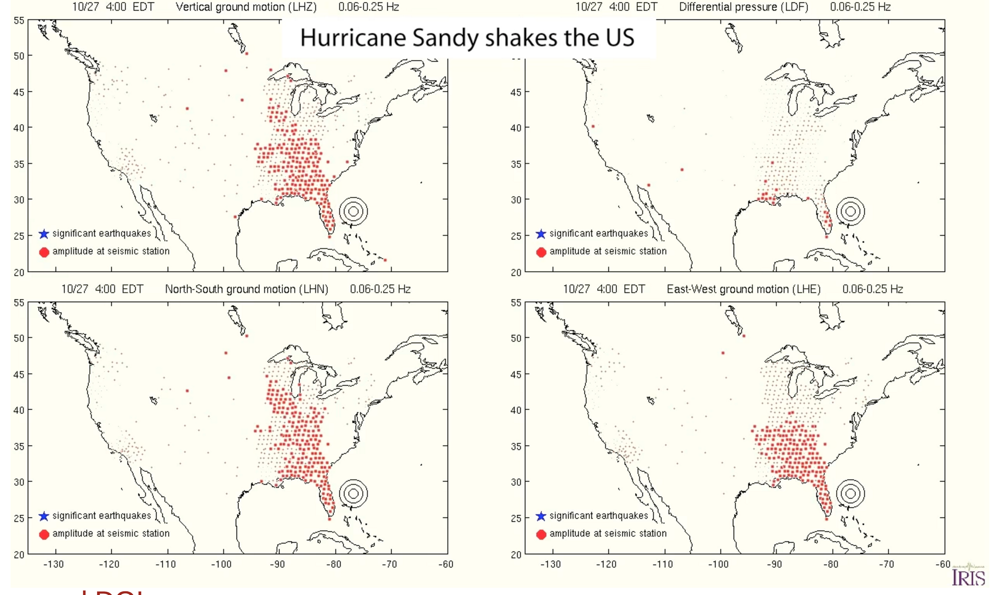 10/27 4:00 EDT Vertical ground motion (LHZ) 0.06-0.25 Hz
10/27 4:00 EDT Differential pressure (LDF) 0.06-0.25 Hz
Hurricane Sandy shakes the US
55
50
45
40
35
30
25
20
significant earthquakes
amplitude at seismic station
45
40
35
30
25
20
significant earthquakes
amplitude at seismic station
10/27 4:00 EDT North-South ground motion (LHN) 0.06-0.25 Hz
10/27 4:00 EDT East-West ground motion (LHE) 0.06-0.25 Hz
55
50
45
40
35
30
25
20
significant earthquakes
amplitude at seismic station
-130 -120 -110 -100 -90 -80 -70 -60
55
50
45
40
35
30
25
20
significant earthquakes
amplitude at seismic station
-130 -120 -110 -100 -90 -80 -70 -60
IRIS